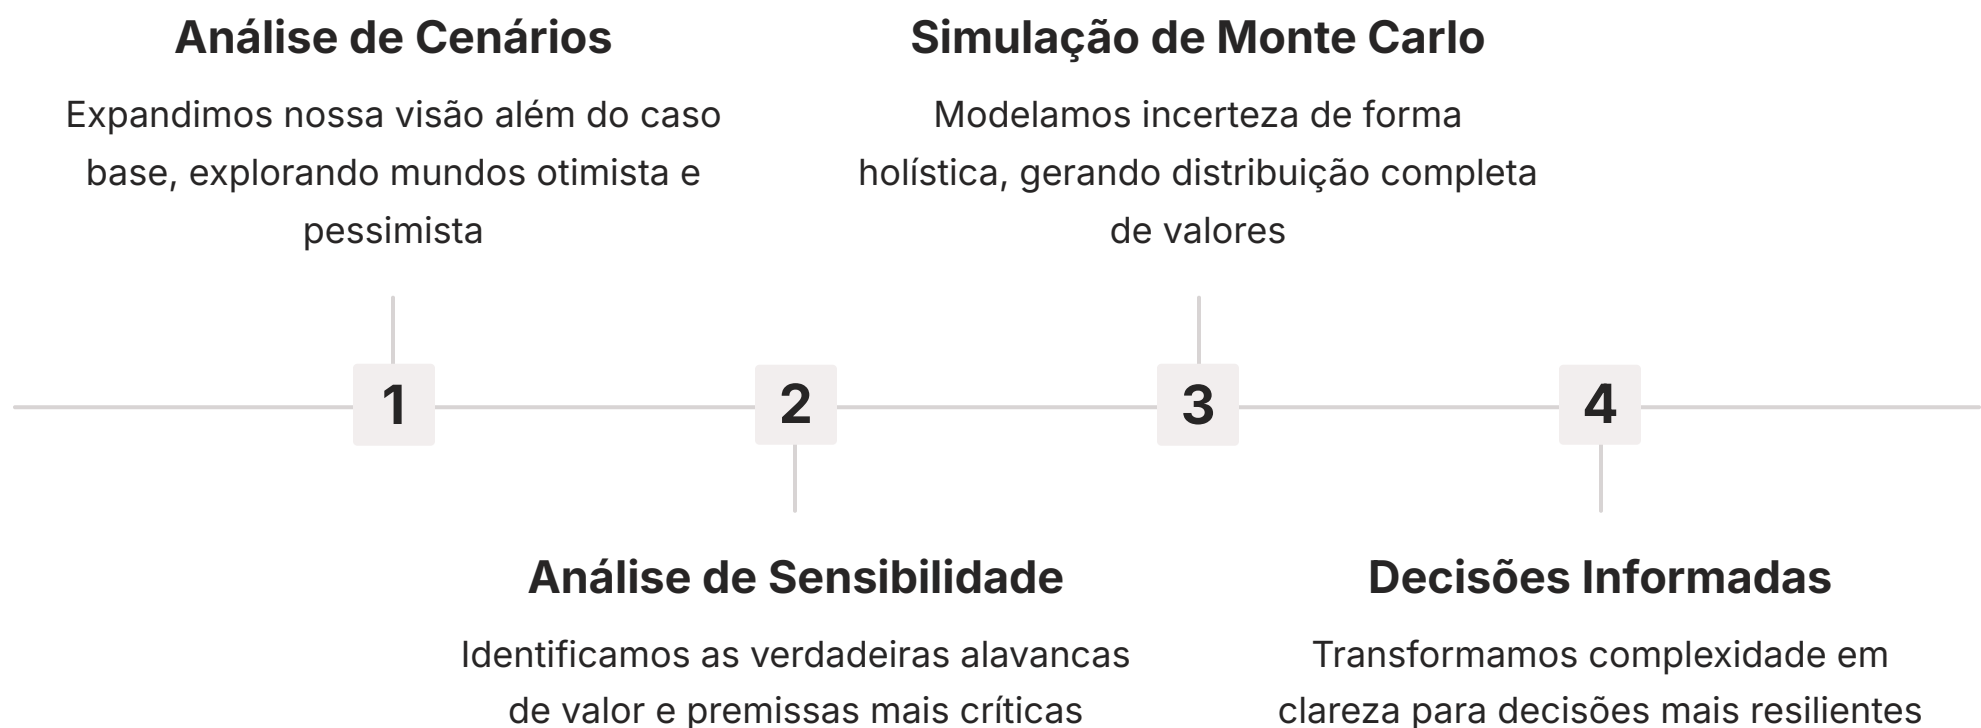 Análise de Cenários
Expandimos nossa visão além do caso
base, explorando mundos otimista e
pessimista
Simulação de Monte Carlo
Modelamos incerteza de forma
holística, gerando distribuição completa
de valores
1
2
3
4
Análise de Sensibilidade
Identificamos as verdadeiras alavancas
de valor e premissas mais críticas
Decisões Informadas
Transformamos complexidade em
clareza para decisões mais resilientes